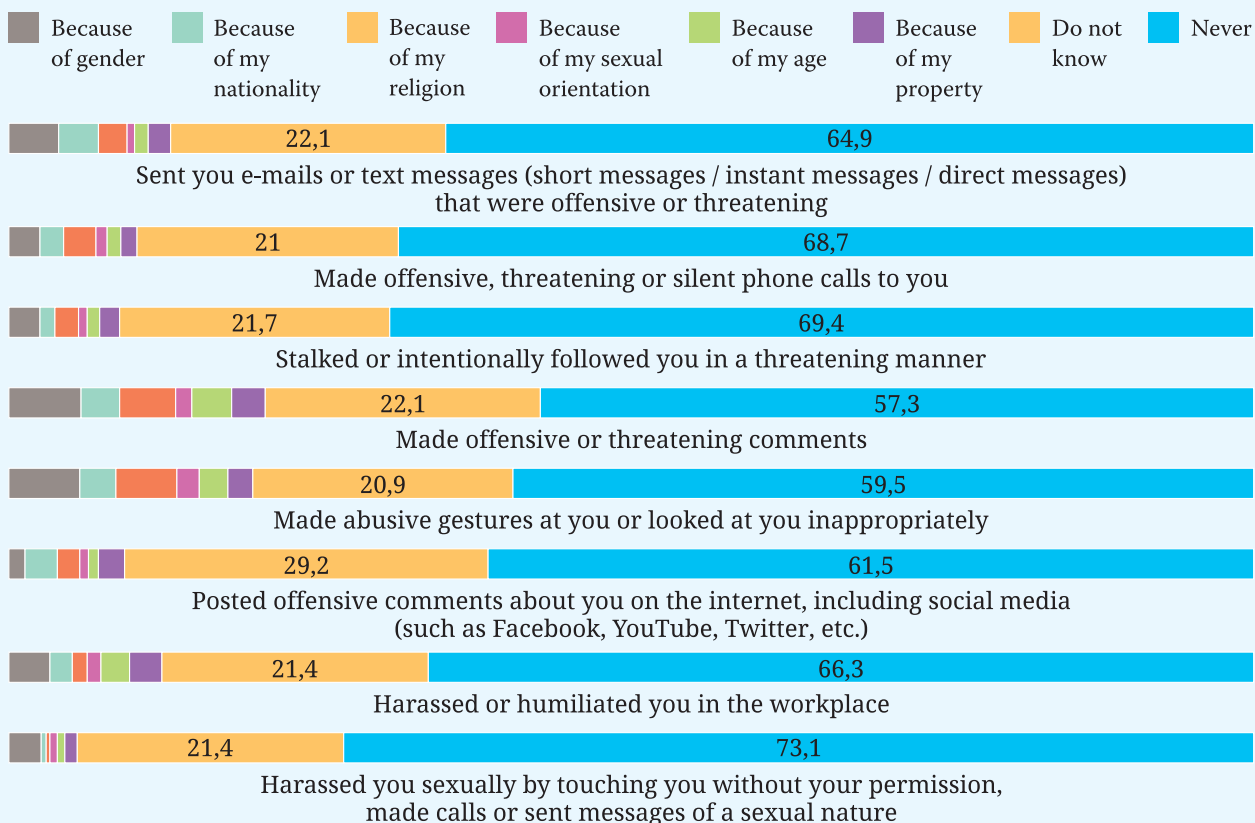 Because
of gender
Because
of my
nationality
Because
of my
religion
Because
of my sexual
orientation
Because
of my age
Because
of my
property
Do not
know
Never
22,1 64,9
Sent you e-mails or text messages (short messages / instant messages / direct messages)
that were offensive or threatening
21 68,7
Made offensive, threatening or silent phone calls to you
21,7 69,4
Stalked or intentionally followed you in a threatening manner
22,1 57,3
Made offensive or threatening comments
20,9 59,5
Made abusive gestures at you or looked at you inappropriately
29,2 61,5
Posted offensive comments about you on the internet, including social media
(such as Facebook, YouTube, Twitter, etc.)
21,4 66,3
Harassed or humiliated you in the workplace
21,4 73,1
Harassed you sexually by touching you without your permission,
made calls or sent messages of a sexual nature